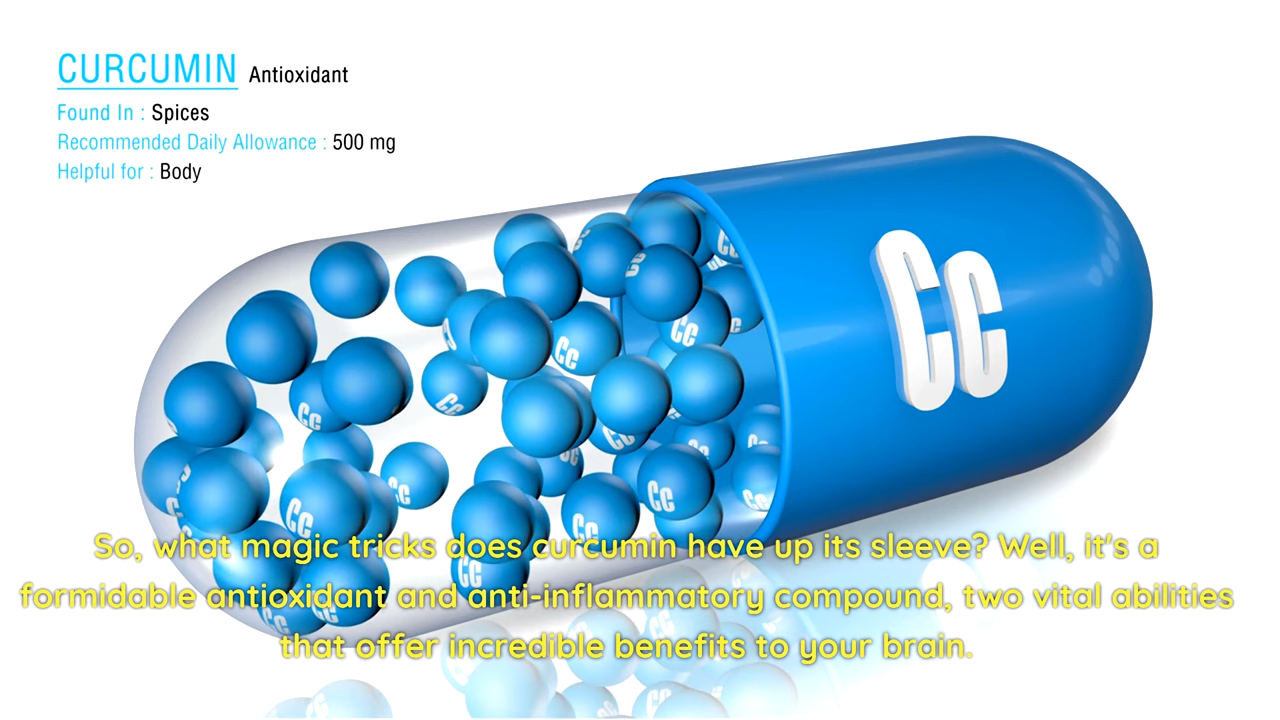 CURCUMIN Antioxidant
Found In : Spices
Recommended Daily Allowance : 500 mg
Helpful for : Body
Cc
So, what magic tricks does curcumin have up its sleeve? Well, it's a
formidable antioxidant and anti-inflammatory compound, two vital abilities
that offer incredible benefits to your brain.